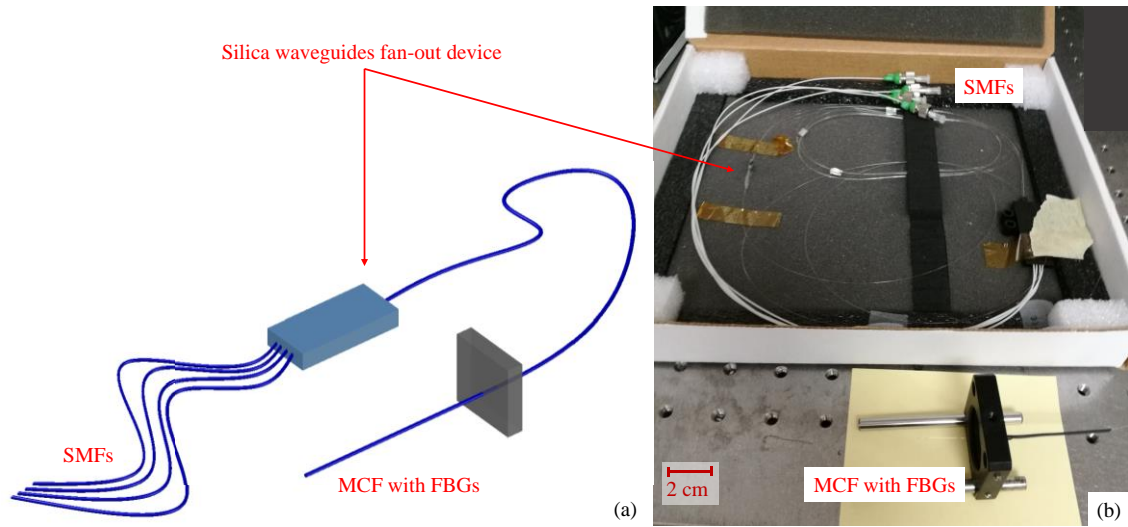 Silica waveguides fan-out device
SMFs
SMFs
MCF with FBGs
(a)
2 cm
MCF with FBGs
(b)